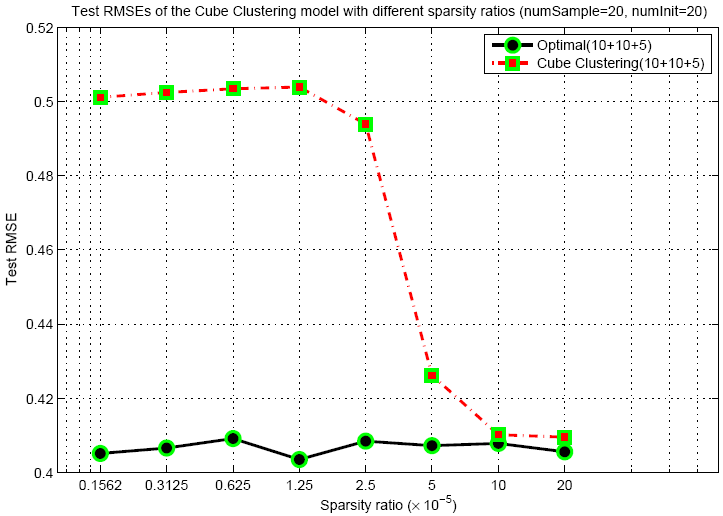 Test RMSEs of the Cube Clustering model with different sparsity ratios (numSample=20, numInit=20)
Optimal(10+10+5)
Cube Clustering(10+10+5)
0.52
0.5
0.48
0.46
0.44
0.42
0.4
Test RMSE
0.1562 0.3125 0.625 1.25 2.5 5 10 20
Sparsity ratio (×10⁻⁵)